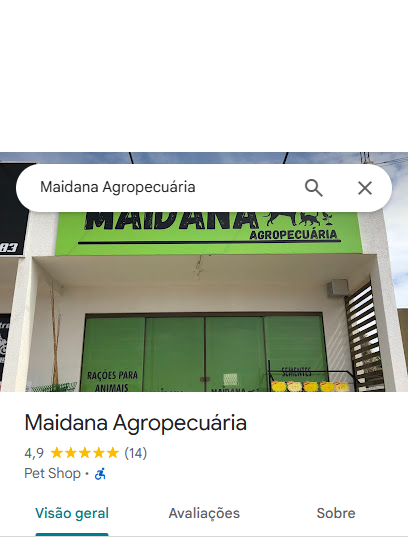 Maidana Agropecuária
MAIDANA
AGROPECUÁRIA
83
RAÇÕES PARA
ANIMAIS
SEMENTES
Maidana Agropecuária
4,9 ★★★★★ (14)
Pet Shop •
Visão geral Avaliações Sobre